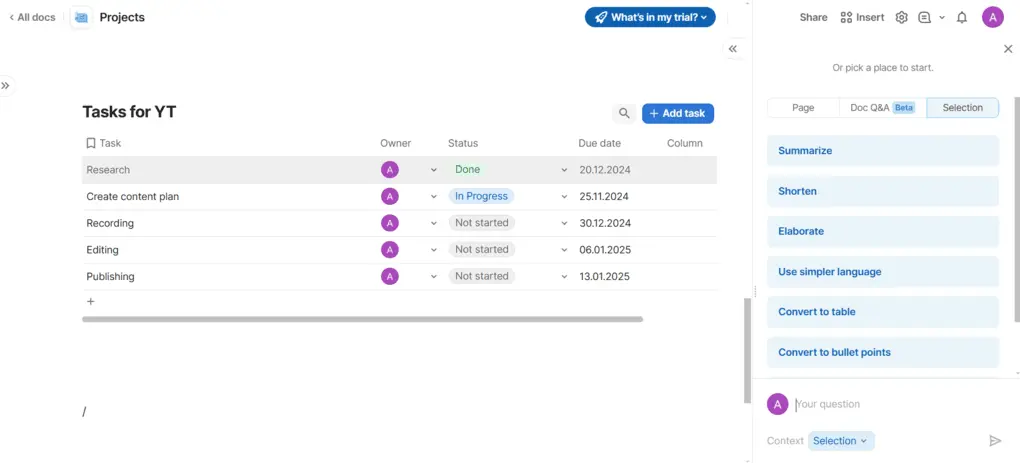 All docs
Projects
What's in my trial?
Share
Insert
A
Or pick a place to start.
Page
Doc Q&A Beta
Selection
Tasks for YT
+ Add task
Task Owner Status Due date Column
Research A Done 20.12.2024
Create content plan A In Progress 25.11.2024
Recording A Not started 30.12.2024
Editing A Not started 06.01.2025
Publishing A Not started 13.01.2025
+
/
Summarize
Shorten
Elaborate
Use simpler language
Convert to table
Convert to bullet points
A Your question
Context Selection